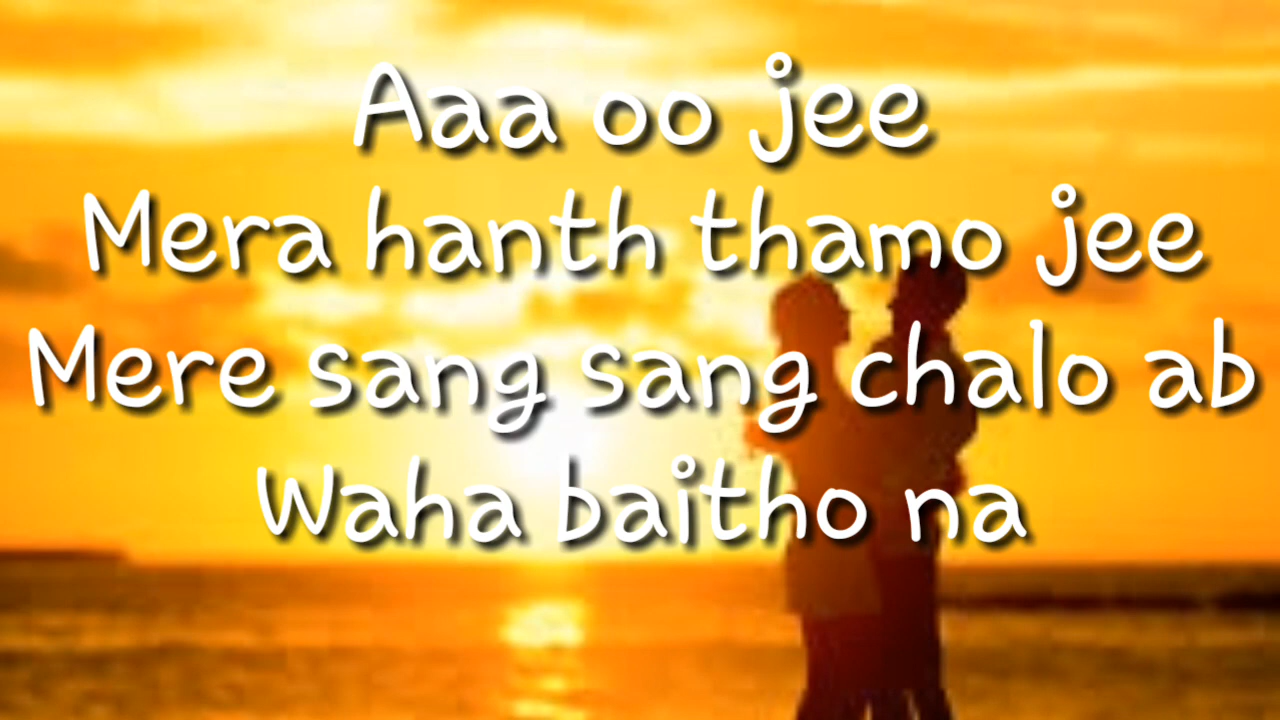 Aaa oo jee
Mera hanth thamo jee
Mere sang sang chalo ab
Waha baitho na